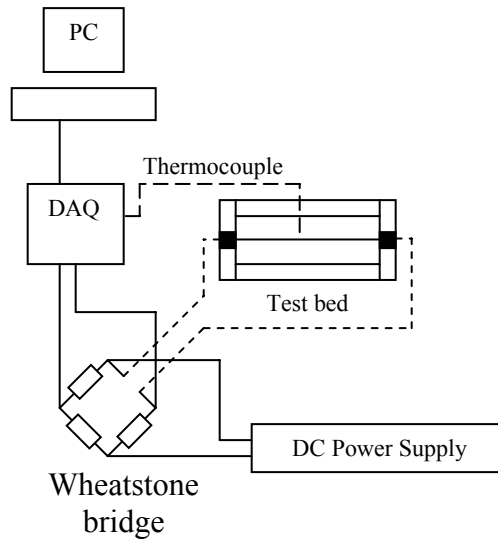 PC
Thermocouple
DAQ
Test bed
DC Power Supply
Wheatstone
bridge